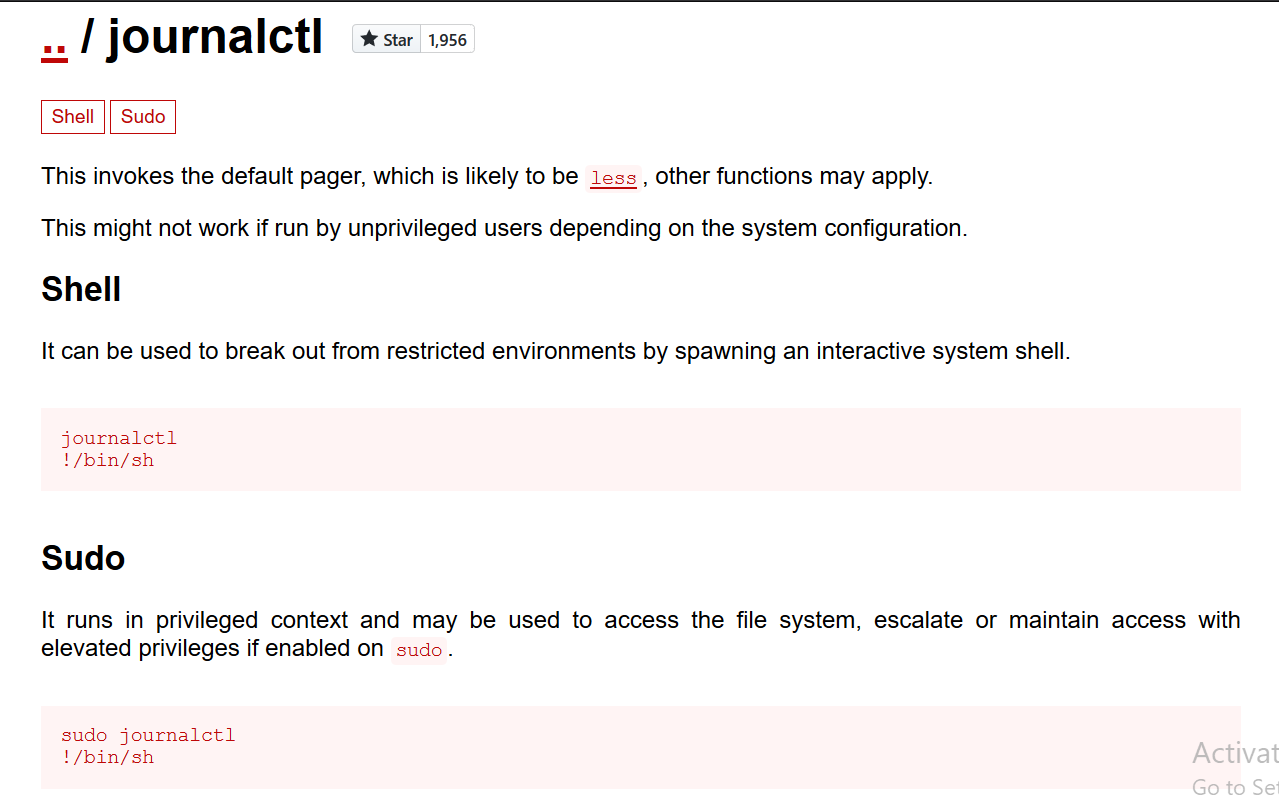 .. / journalctl Star 1,956
Shell Sudo
This invokes the default pager, which is likely to be less, other functions may apply.
This might not work if run by unprivileged users depending on the system configuration.
Shell
It can be used to break out from restricted environments by spawning an interactive system shell.
journalctl
!/bin/sh
Sudo
It runs in privileged context and may be used to access the file system, escalate or maintain access with
elevated privileges if enabled on sudo.
sudo journalctl
!/bin/sh
Activat
Go to Set